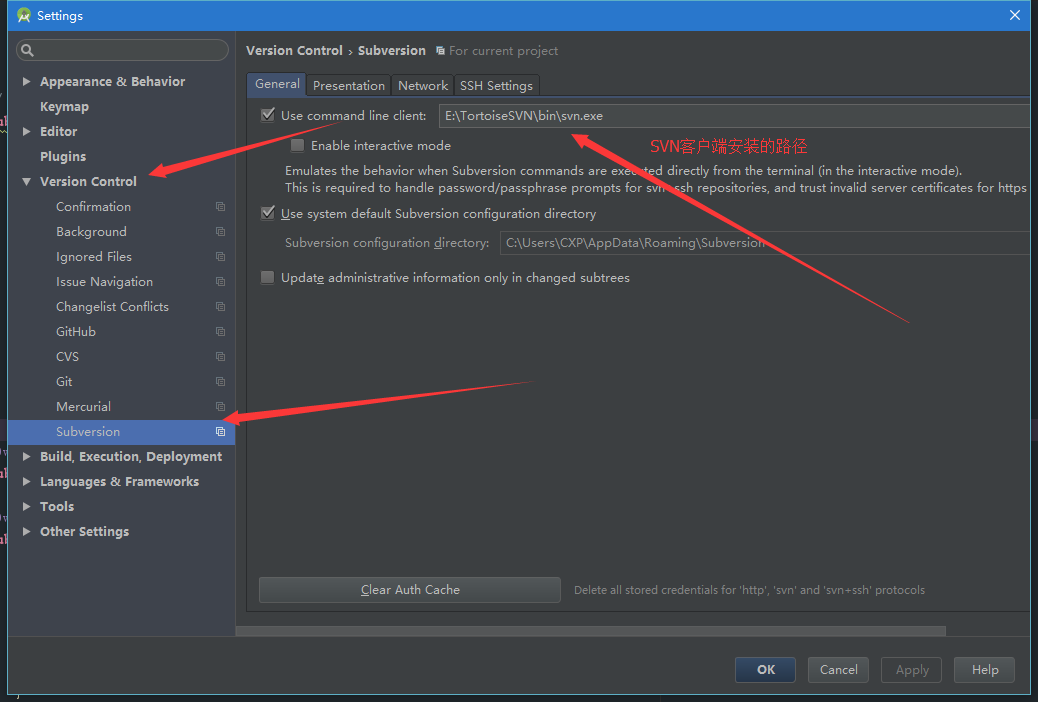 Settings
Version Control › Subversion For current project
Appearance & Behavior
Keymap
Editor
Plugins
Version Control
Confirmation
Background
Ignored Files
Issue Navigation
Changelist Conflicts
GitHub
CVS
Git
Mercurial
Subversion
Build, Execution, Deployment
Languages & Frameworks
Tools
Other Settings
General Presentation Network SSH Settings
Use command line client: E:\TortoiseSVN\bin\svn.exe
SVN客户端安装的路径
Enable interactive mode
Emulates the behavior when Subversion commands are executed directly from the terminal (in the interactive mode).
This is required to handle password/passphrase prompts for svn+ssh repositories, and trust invalid server certificates for https
Use system default Subversion configuration directory
Subversion configuration directory: C:\Users\CXP\AppData\Roaming\Subversion
Update administrative information only in changed subtrees
Clear Auth Cache Delete all stored credentials for 'http', 'svn' and 'svn+ssh' protocols
OK Cancel Apply Help